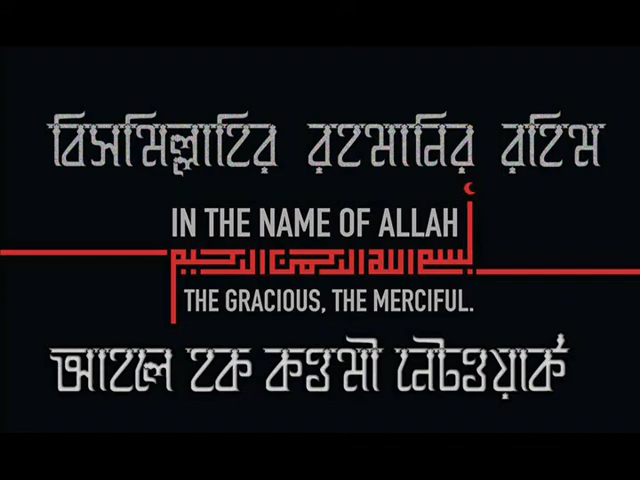 বিসমিল্লাহির রহমানির রহিম
IN THE NAME OF ALLAH
بسم الله الرحمن الرحيم
THE GRACIOUS, THE MERCIFUL.
আহলে হক কওমী নেটওয়ার্ক